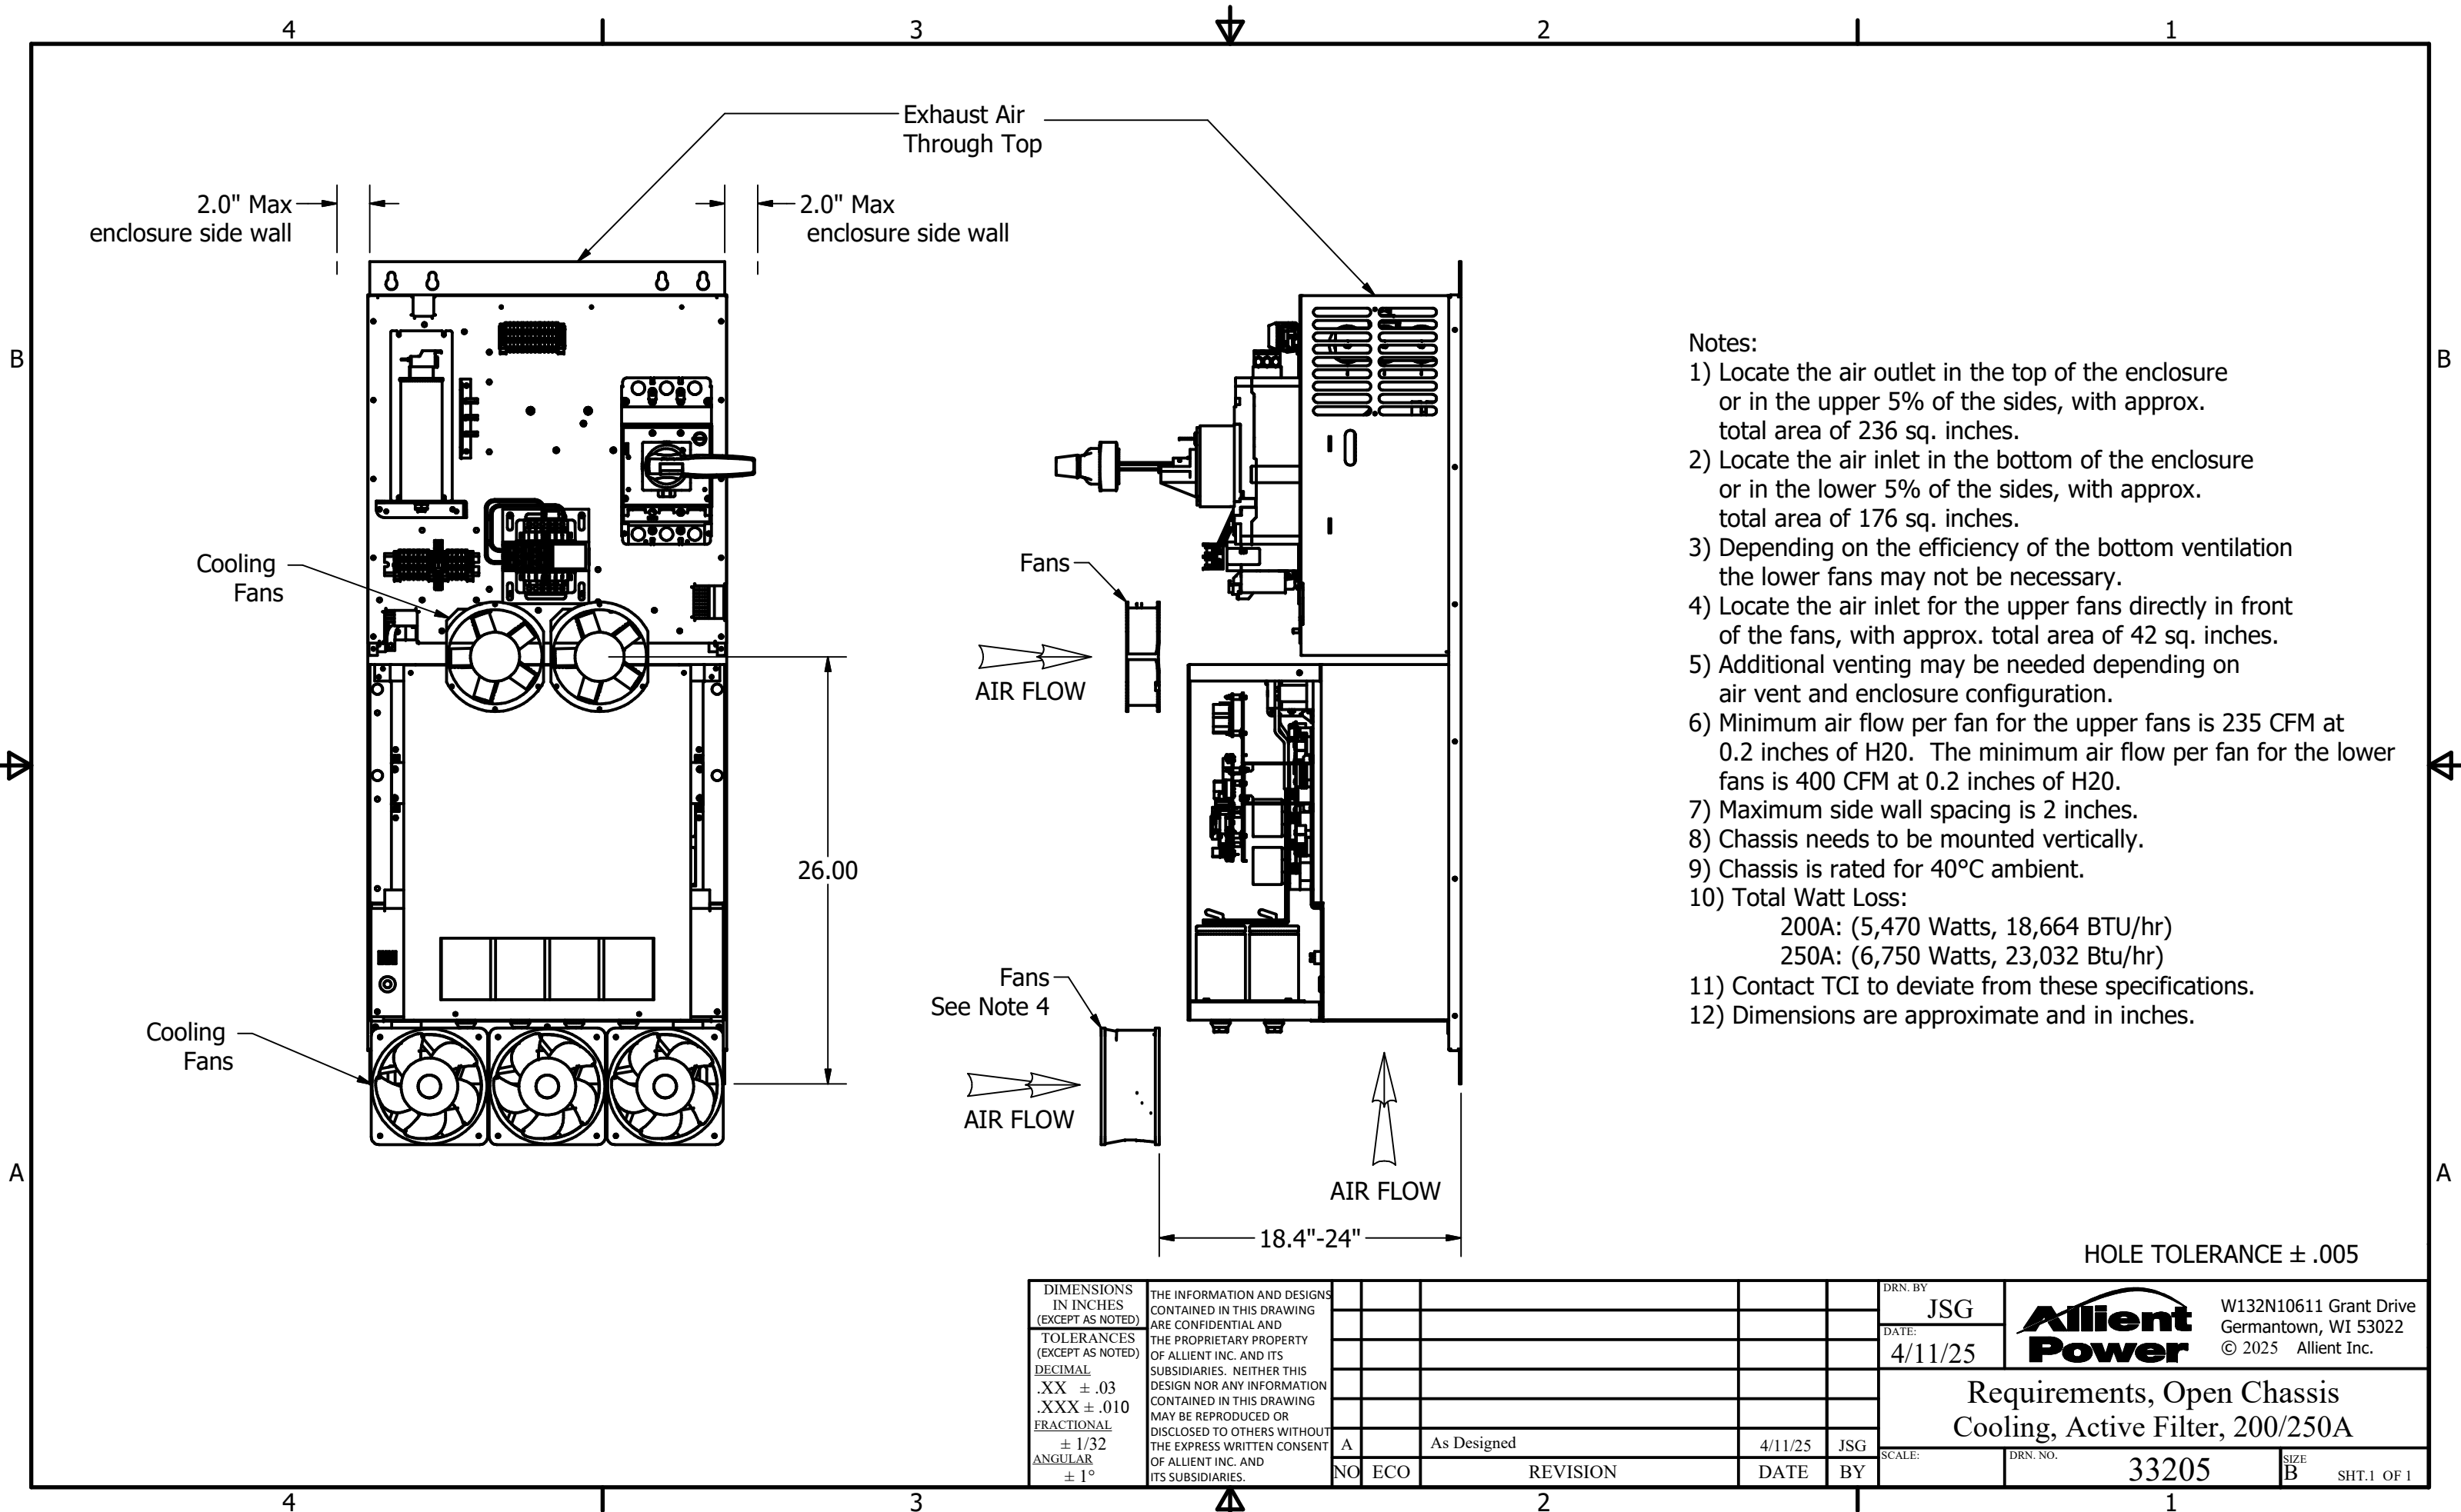 4
3
2
1
Exhaust Air
Through Top
2.0" Max
enclosure side wall
2.0" Max
enclosure side wall
B
B
Cooling
Fans
Fans
AIR FLOW
26.00
Cooling
Fans
Fans
See Note 4
AIR FLOW
AIR FLOW
18.4"-24"
A
A
Notes:
1) Locate the air outlet in the top of the enclosure
or in the upper 5% of the sides, with approx.
total area of 236 sq. inches.
2) Locate the air inlet in the bottom of the enclosure
or in the lower 5% of the sides, with approx.
total area of 176 sq. inches.
3) Depending on the efficiency of the bottom ventilation
the lower fans may not be necessary.
4) Locate the air inlet for the upper fans directly in front
of the fans, with approx. total area of 42 sq. inches.
5) Additional venting may be needed depending on
air vent and enclosure configuration.
6) Minimum air flow per fan for the upper fans is 235 CFM at
0.2 inches of H20. The minimum air flow per fan for the lower
fans is 400 CFM at 0.2 inches of H20.
7) Maximum side wall spacing is 2 inches.
8) Chassis needs to be mounted vertically.
9) Chassis is rated for 40°C ambient.
10) Total Watt Loss:
200A: (5,470 Watts, 18,664 BTU/hr)
250A: (6,750 Watts, 23,032 Btu/hr)
11) Contact TCI to deviate from these specifications.
12) Dimensions are approximate and in inches.
HOLE TOLERANCE ± .005
DIMENSIONS
IN INCHES
(EXCEPT AS NOTED)
TOLERANCES
(EXCEPT AS NOTED)
DECIMAL
.XX ± .03
.XXX ± .010
FRACTIONAL
± 1/32
ANGULAR
± 1°
THE INFORMATION AND DESIGNS
CONTAINED IN THIS DRAWING
ARE CONFIDENTIAL AND
THE PROPRIETARY PROPERTY
OF ALLIENT INC. AND ITS
SUBSIDIARIES. NEITHER THIS
DESIGN NOR ANY INFORMATION
CONTAINED IN THIS DRAWING
MAY BE REPRODUCED OR
DISCLOSED TO OTHERS WITHOUT
THE EXPRESS WRITTEN CONSENT
OF ALLIENT INC. AND
ITS SUBSIDIARIES.
A As Designed 4/11/25 JSG
NO ECO REVISION DATE BY
DRN. BY
JSG
DATE:
4/11/25
Allient
Power
W132N10611 Grant Drive
Germantown, WI 53022
© 2025 Allient Inc.
Requirements, Open Chassis
Cooling, Active Filter, 200/250A
SCALE:
DRN. NO.
33205
SIZE
B
SHT.1 OF 1
4
3
2
1